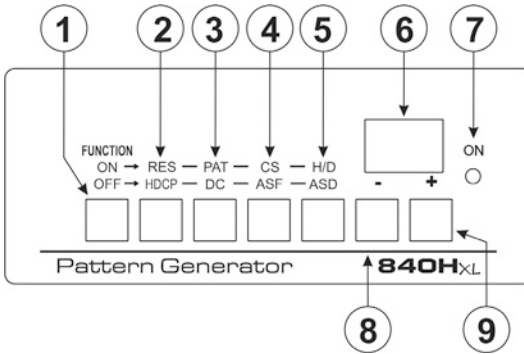 1 2 3 4 5 6 7
FUNCTION
ON → RES — PAT — CS — H/D
OFF → HDCP — DC — ASF — ASD
- +
ON
Pattern Generator 840HXL
8 9